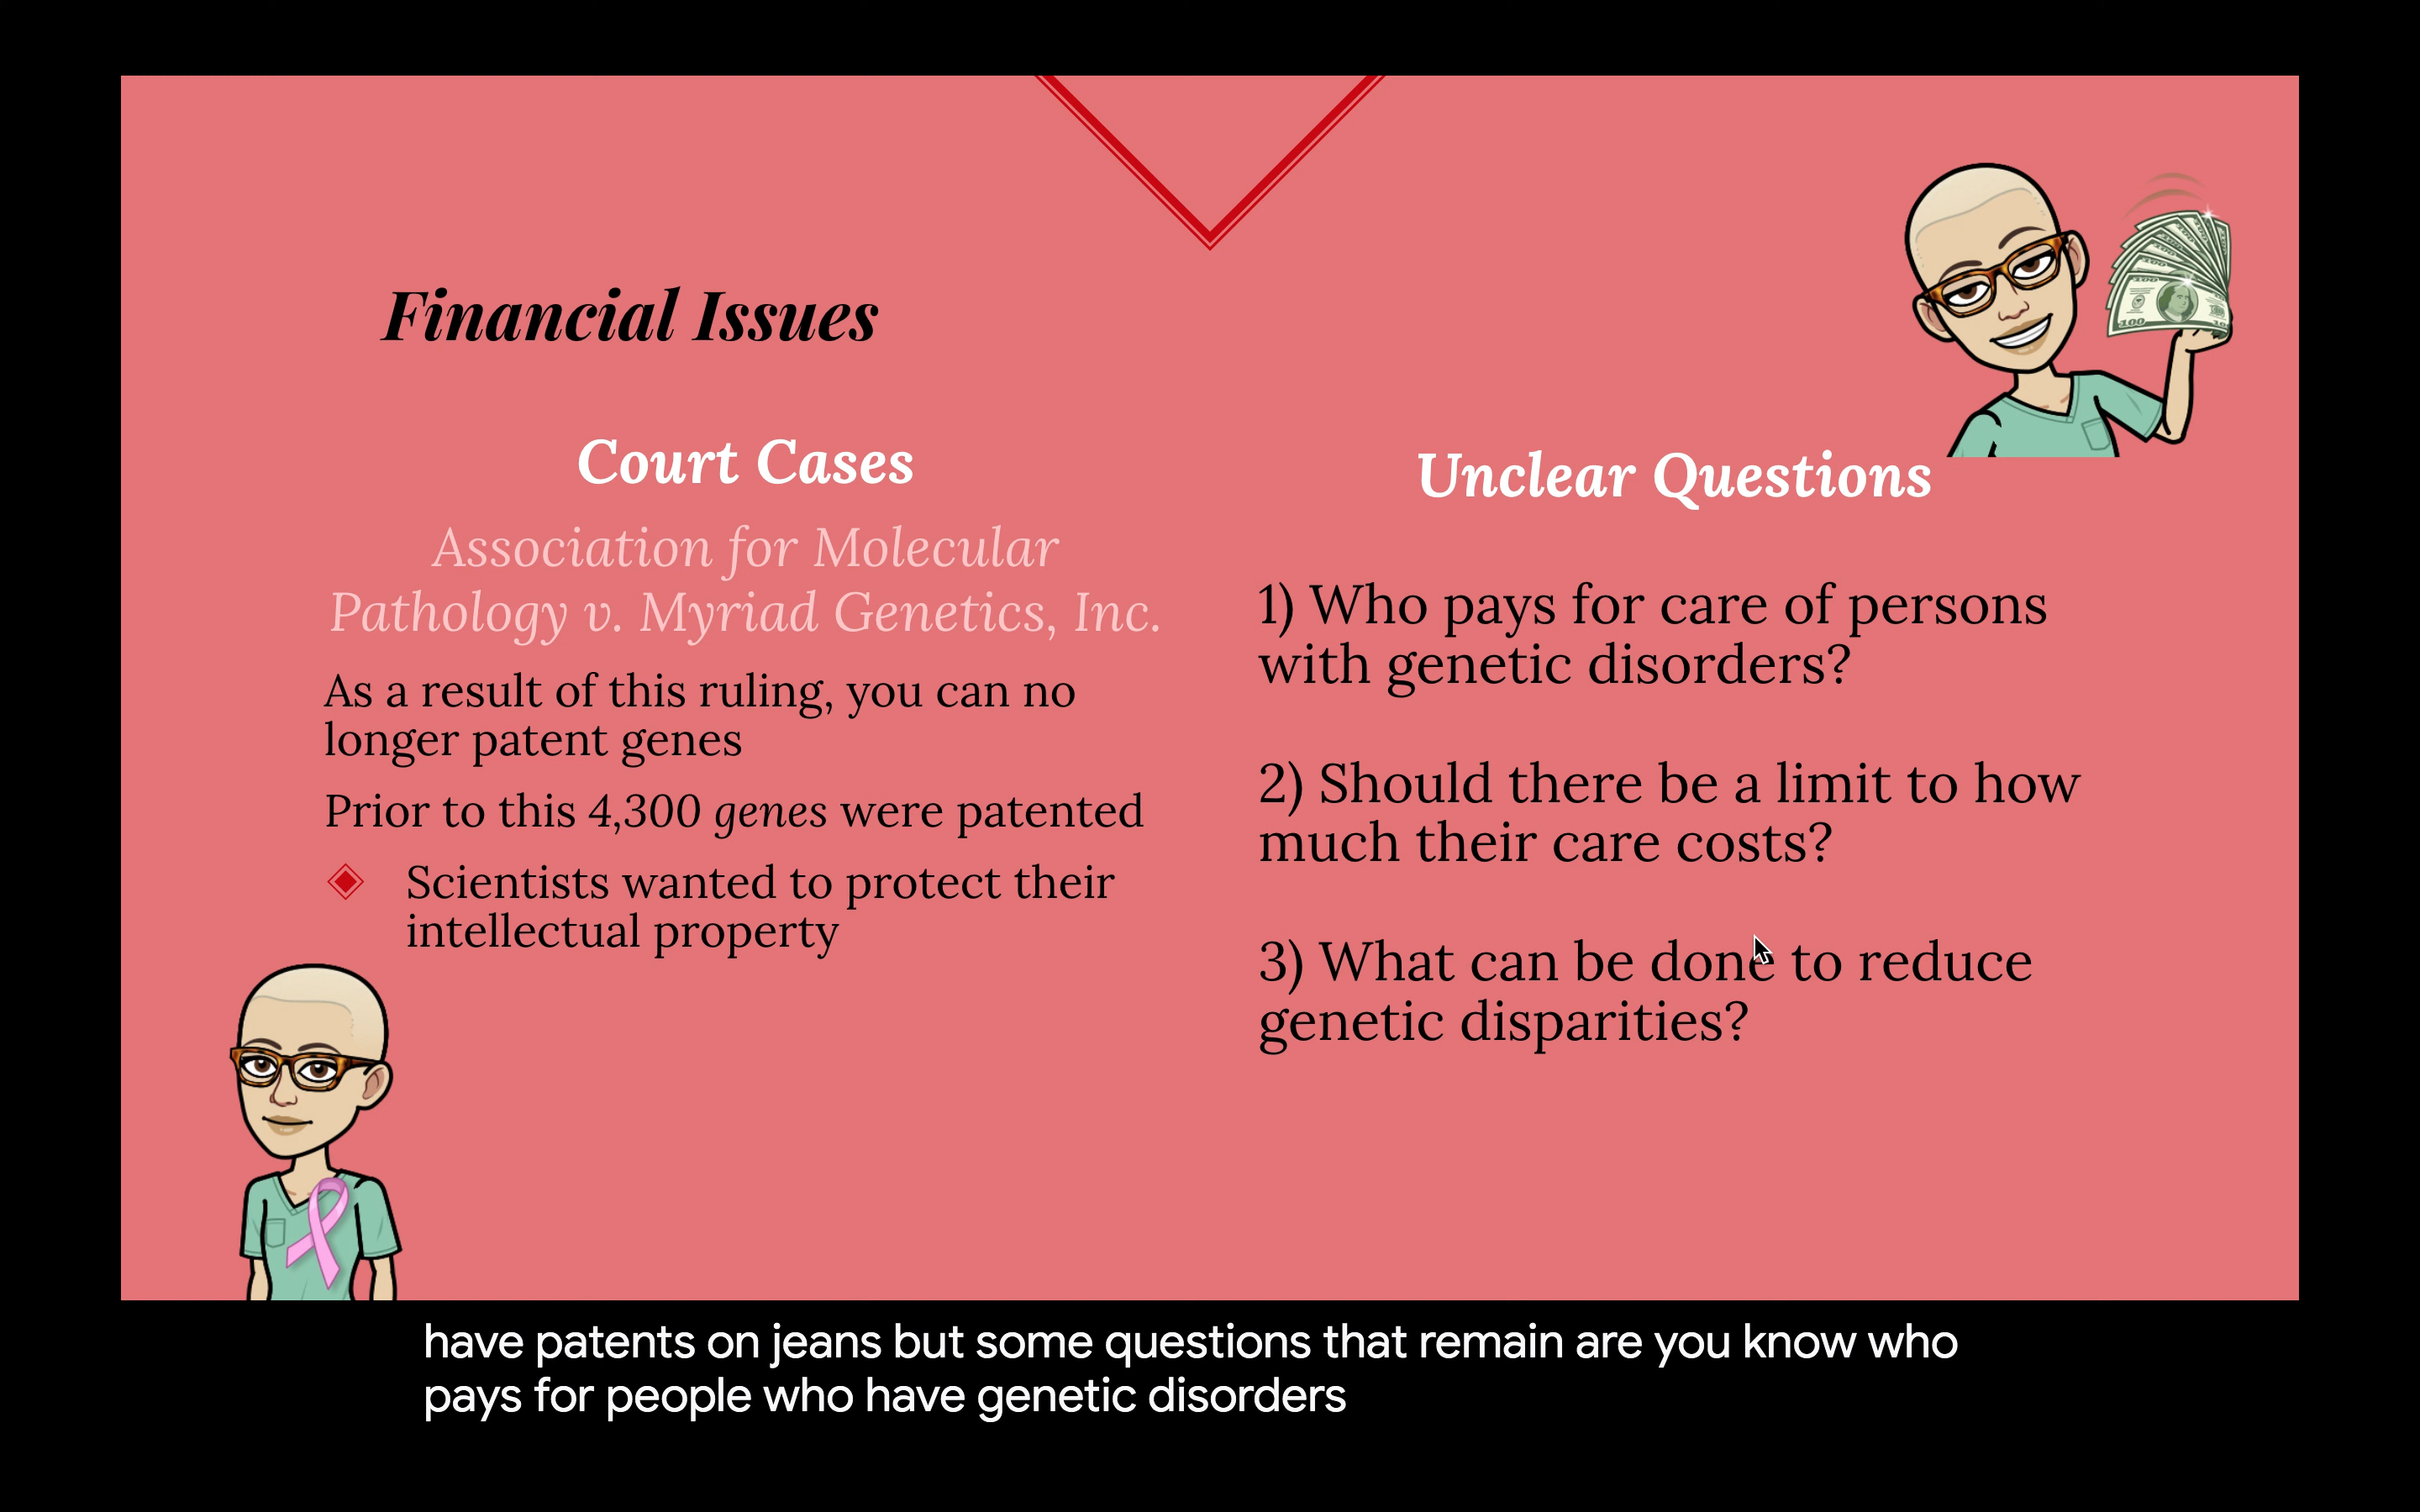 Financial Issues
Court Cases
Association for Molecular
Pathology v. Myriad Genetics, Inc.
As a result of this ruling, you can no
longer patent genes
Prior to this 4,300 genes were patented
Scientists wanted to protect their
intellectual property
Unclear Questions
1) Who pays for care of persons
with genetic disorders?
2) Should there be a limit to how
much their care costs?
3) What can be done to reduce
genetic disparities?
100
100
have patents on jeans but some questions that remain are you know who
pays for people who have genetic disorders